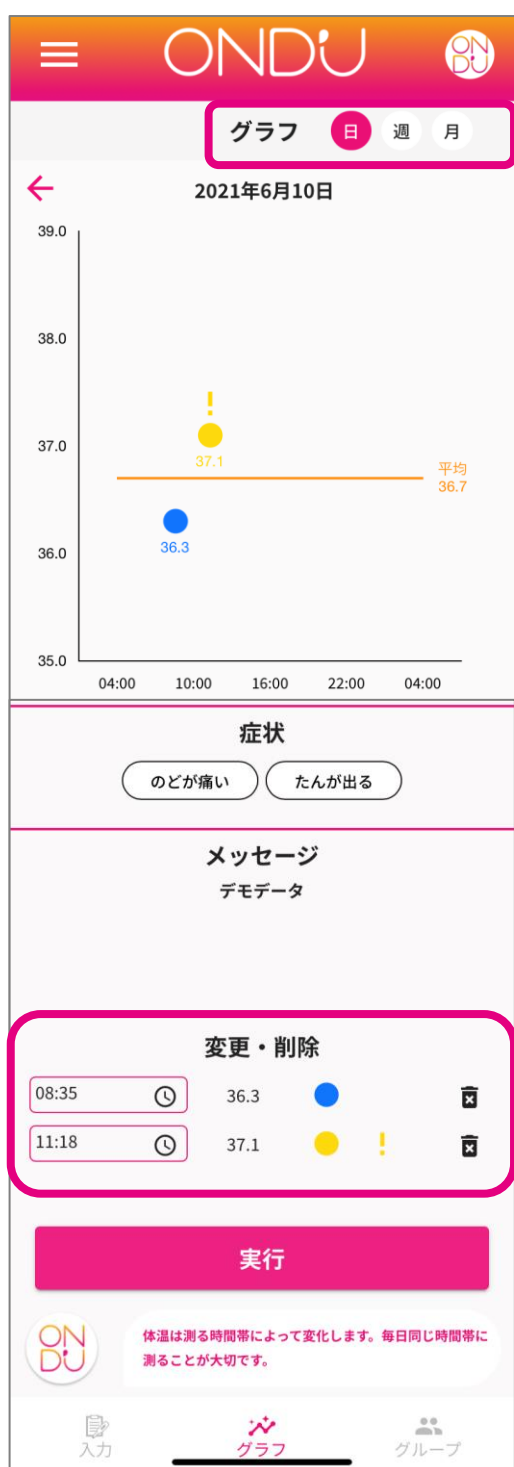 ONDU
ON
DU
グラフ 日 週 月
2021年6月10日
39.0
38.0
37.0
36.0
35.0
!
37.1
平均
36.7
36.3
04:00 10:00 16:00 22:00 04:00
症状
のどが痛い たんが出る
メッセージ
デモデータ
変更・削除
08:35 36.3
11:18 37.1 !
実行
ON
DU
体温は測る時間帯によって変化します。毎日同じ時間帯に
測ることが大切です。
入力 グラフ グループ